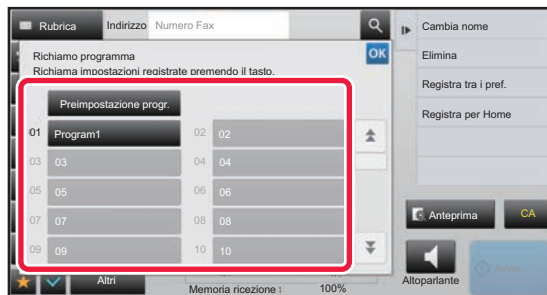 Rubrica
Indirizzo
Numero Fax
Cambia nome
Richiamo programma
OK
Elimina
Richiama impostazioni registrate premendo il tasto.
Registra tra i pref.
Preimpostazione progr.
Registra per Home
01 Program1
02 02
03 03
04 04
05 05
06 06
07 07
08 08
Anteprima
CA
09 09
10 10
Altri
Memoria ricezione :
100%
Altoparlante
Avvio